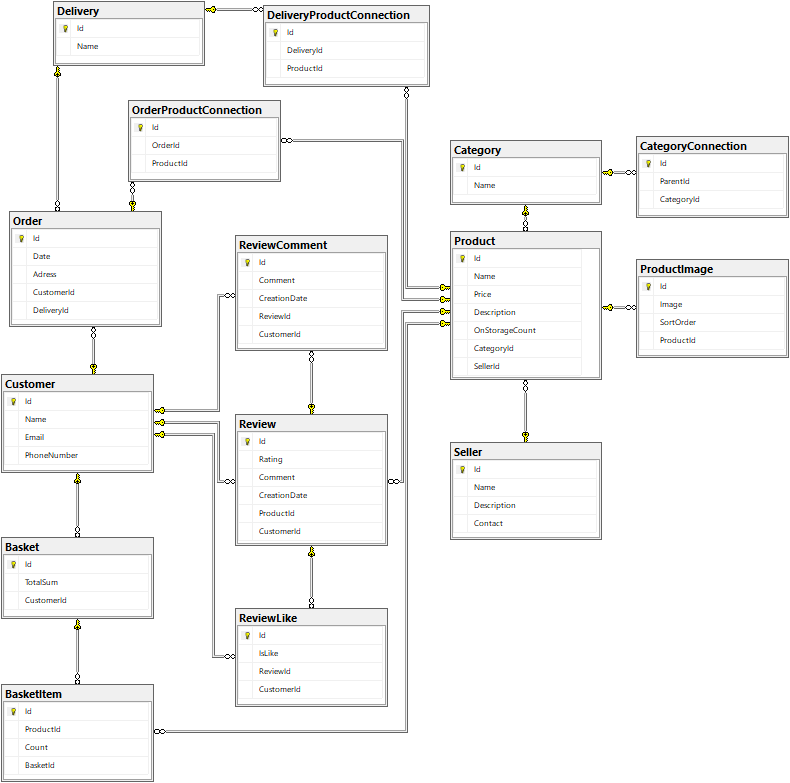 Delivery
Id
Name
DeliveryProductConnection
Id
DeliveryId
ProductId
OrderProductConnection
Id
OrderId
ProductId
Category
Id
Name
CategoryConnection
Id
ParentId
CategoryId
Order
Id
Date
Adress
CustomerId
DeliveryId
ReviewComment
Id
Comment
CreationDate
ReviewId
CustomerId
Product
Id
Name
Price
Description
OnStorageCount
CategoryId
SellerId
ProductImage
Id
Image
SortOrder
ProductId
Customer
Id
Name
Email
PhoneNumber
Review
Id
Rating
Comment
CreationDate
ProductId
CustomerId
Seller
Id
Name
Description
Contact
Basket
Id
TotalSum
CustomerId
ReviewLike
Id
IsLike
ReviewId
CustomerId
BasketItem
Id
ProductId
Count
BasketId